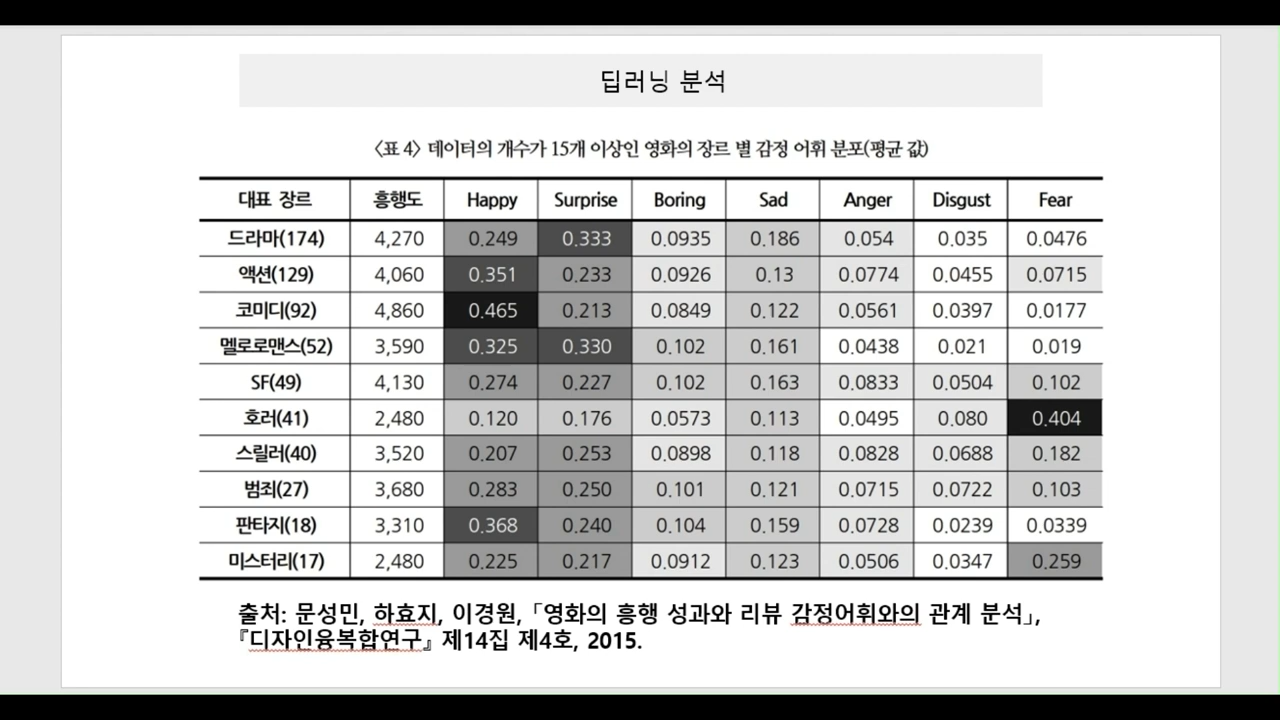 딥러닝 분석
〈표 4〉 데이터의 개수가 15개 이상인 영화의 장르 별 감정 어휘 분포(평균 값)
대표 장르 흥행도 Happy Surprise Boring Sad Anger Disgust Fear
드라마(174) 4,270 0.249 0.333 0.0935 0.186 0.054 0.035 0.0476
액션(129) 4,060 0.351 0.233 0.0926 0.13 0.0774 0.0455 0.0715
코미디(92) 4,860 0.465 0.213 0.0849 0.122 0.0561 0.0397 0.0177
멜로로맨스(52) 3,590 0.325 0.330 0.102 0.161 0.0438 0.021 0.019
SF(49) 4,130 0.274 0.227 0.102 0.163 0.0833 0.0504 0.102
호러(41) 2,480 0.120 0.176 0.0573 0.113 0.0495 0.080 0.404
스릴러(40) 3,520 0.207 0.253 0.0898 0.118 0.0828 0.0688 0.182
범죄(27) 3,680 0.283 0.250 0.101 0.121 0.0715 0.0722 0.103
판타지(18) 3,310 0.368 0.240 0.104 0.159 0.0728 0.0239 0.0339
미스터리(17) 2,480 0.225 0.217 0.0912 0.123 0.0506 0.0347 0.259
출처: 문성민, 하효지, 이경원, 「영화의 흥행 성과와 리뷰 감정어휘와의 관계 분석」,
『디자인융복합연구』 제14집 제4호, 2015.